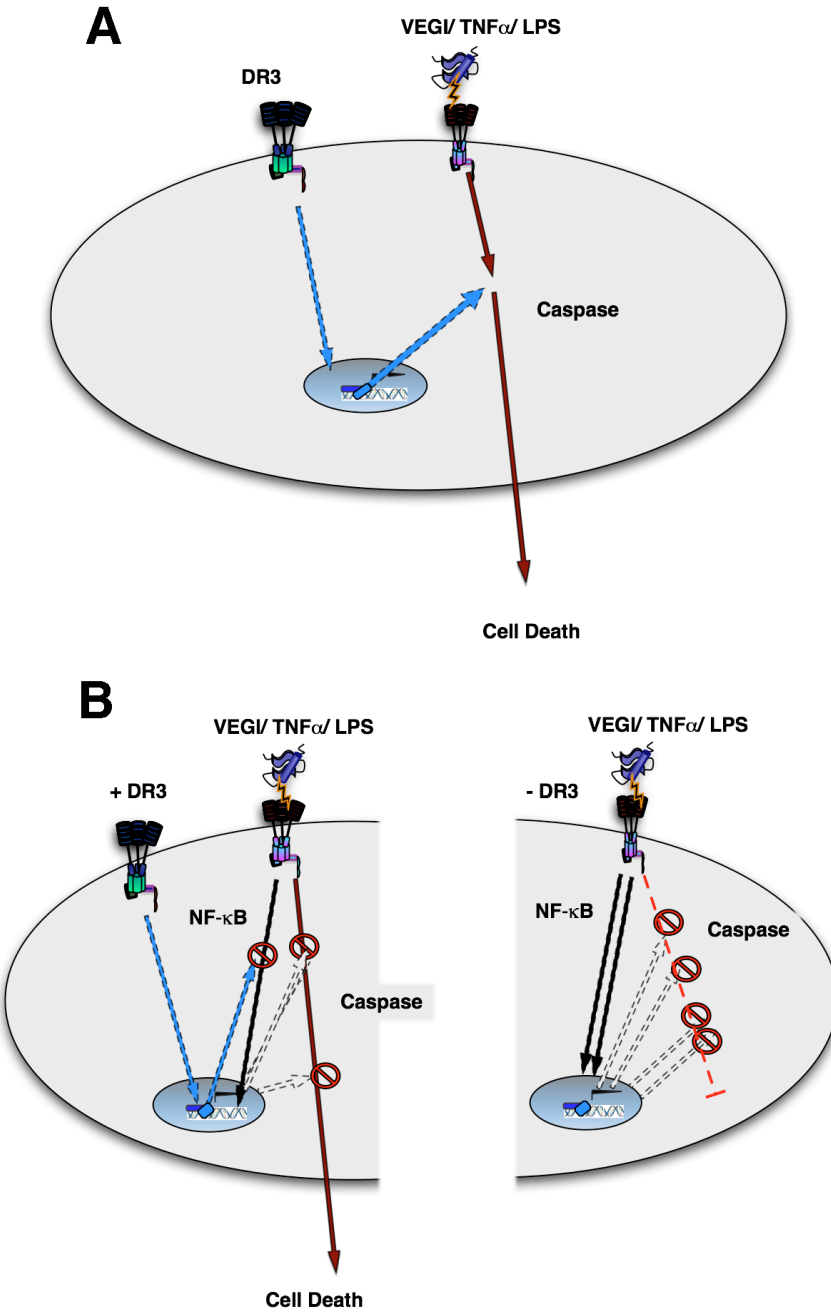 A
VEGI/ TNFα/ LPS
DR3
Caspase
Cell Death
B
VEGI/ TNFα/ LPS
+ DR3
NF-κB
Caspase
Cell Death
VEGI/ TNFα/ LPS
- DR3
NF-κB
Caspase